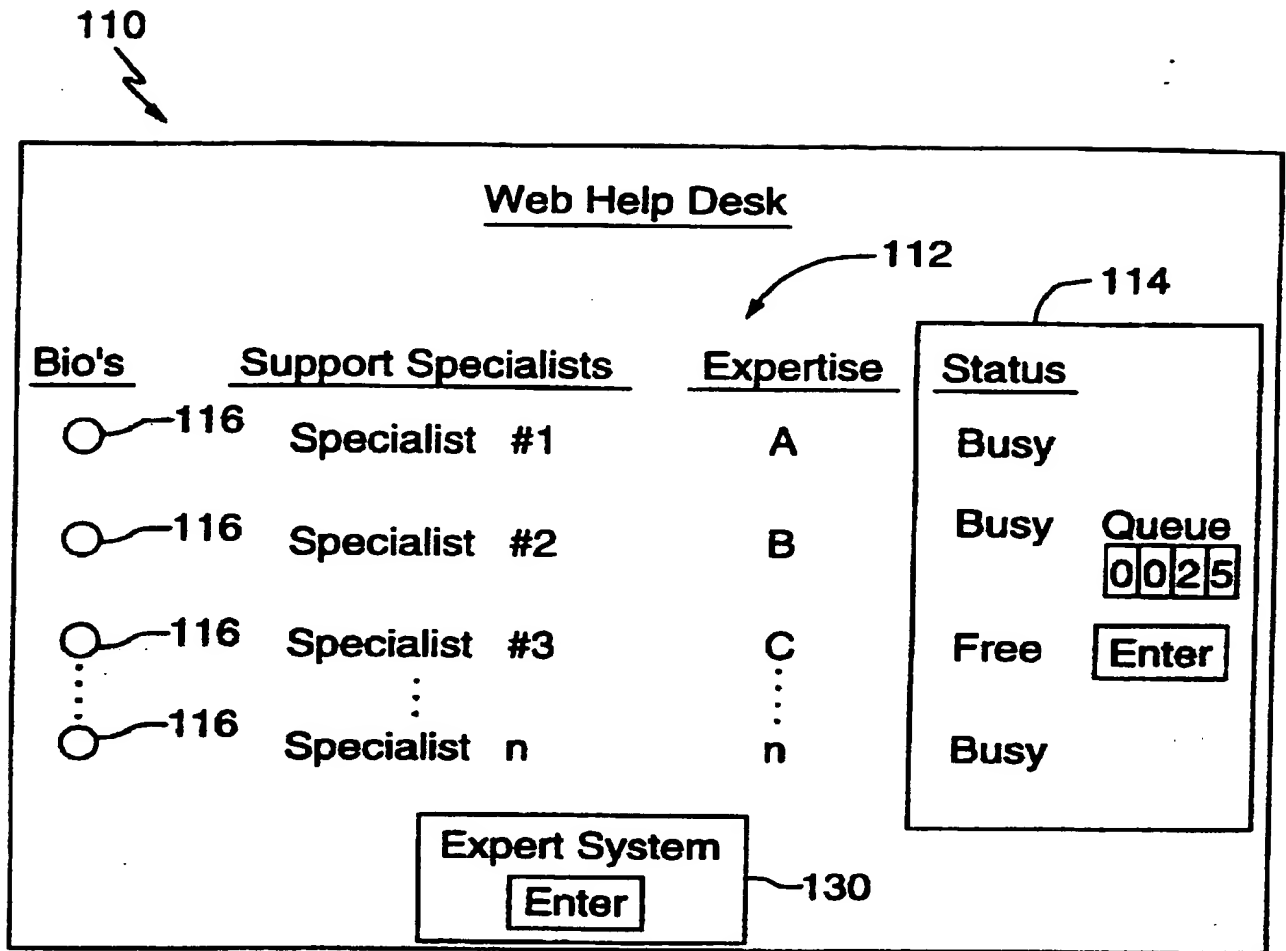 110
Web Help Desk
112
114
Bio's Support Specialists Expertise Status
116 Specialist #1 A Busy
116 Specialist #2 B Busy Queue
0025
116 Specialist #3 C Free Enter
116 Specialist n n Busy
Expert System
Enter
130